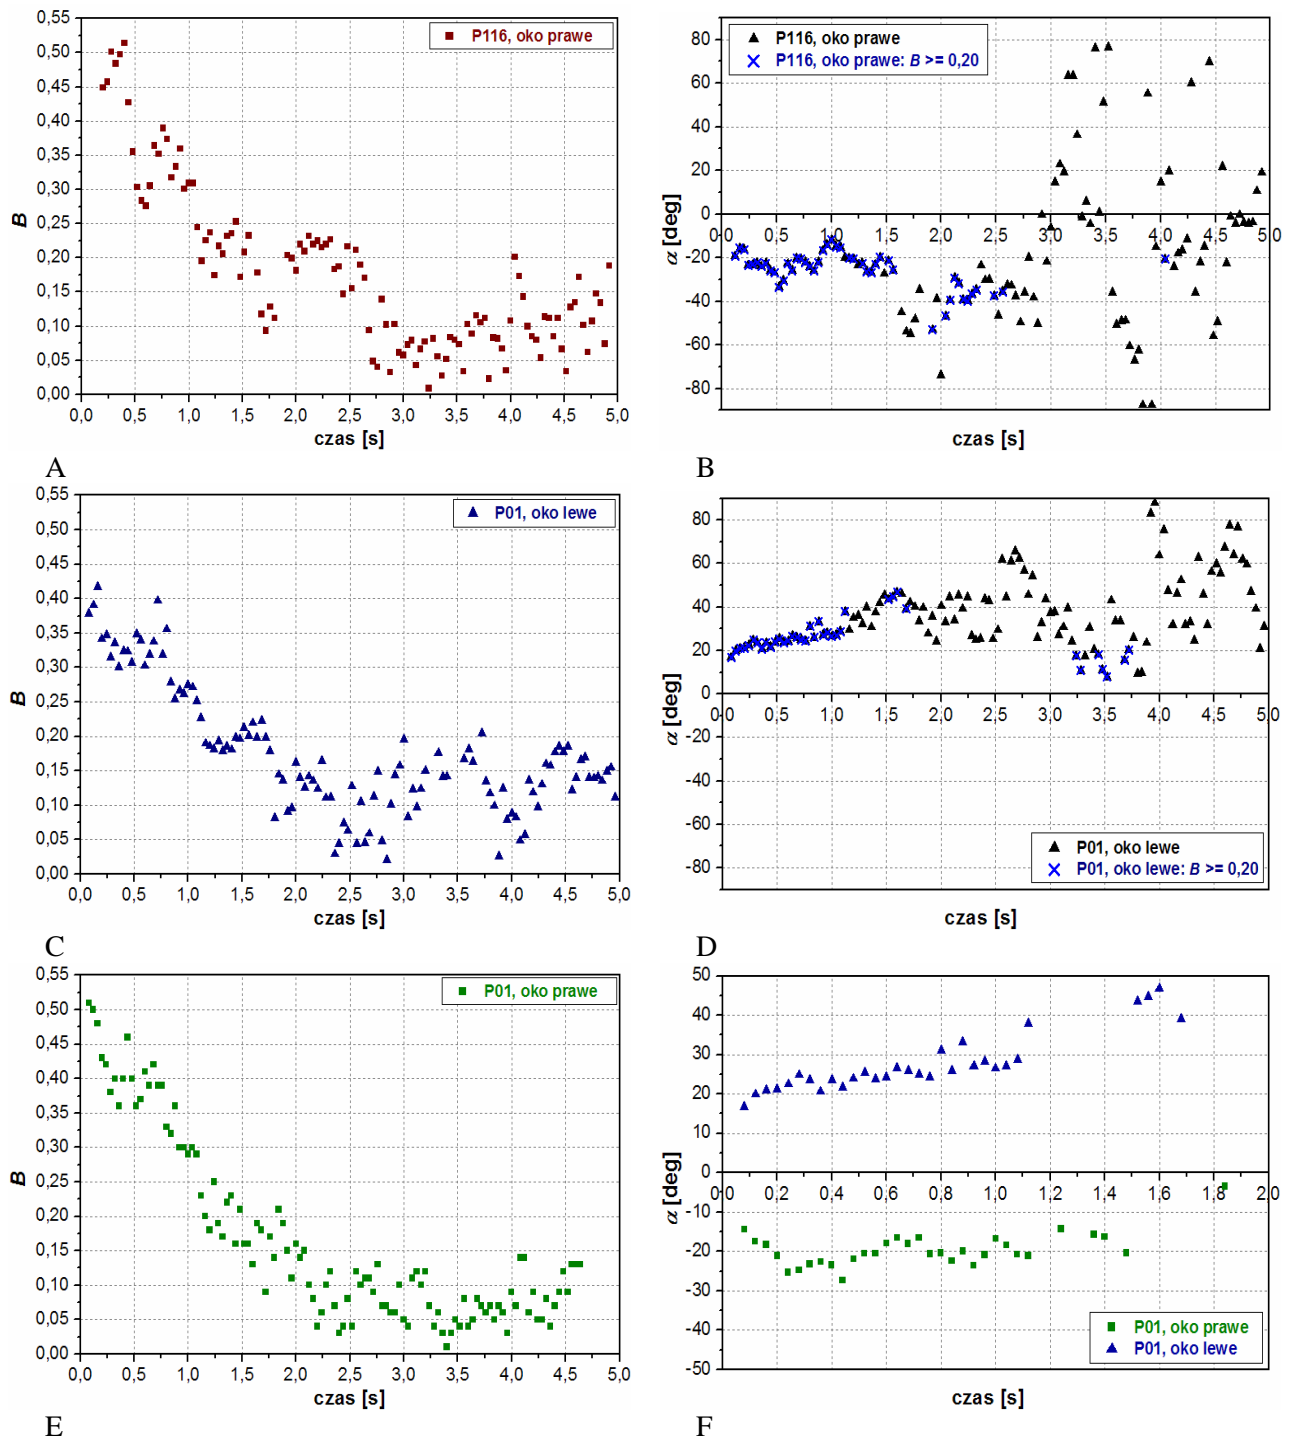 0,55
0,50
0,45
0,40
0,35
0,30
0,25
0,20
0,15
0,10
0,05
0,00
B
P116, oko prawe
0,0 0,5 1,0 1,5 2,0 2,5 3,0 3,5 4,0 4,5 5,0
czas [s]
A
80
60
40
20
0
-20
-40
-60
-80
α [deg]
P116, oko prawe
P116, oko prawe: B >= 0,20
0,0 0,5 1,0 1,5 2,0 2,5 3,0 3,5 4,0 4,5 5,0
czas [s]
B
0,55
0,50
0,45
0,40
0,35
0,30
0,25
0,20
0,15
0,10
0,05
0,00
B
P01, oko lewe
0,0 0,5 1,0 1,5 2,0 2,5 3,0 3,5 4,0 4,5 5,0
czas [s]
C
80
60
40
20
0
-20
-40
-60
-80
α [deg]
0,0 0,5 1,0 1,5 2,0 2,5 3,0 3,5 4,0 4,5 5,0
P01, oko lewe
P01, oko lewe: B >= 0,20
czas [s]
D
0,55
0,50
0,45
0,40
0,35
0,30
0,25
0,20
0,15
0,10
0,05
0,00
B
P01, oko prawe
0,0 0,5 1,0 1,5 2,0 2,5 3,0 3,5 4,0 4,5 5,0
czas [s]
E
50
40
30
20
10
0
-10
-20
-30
-40
-50
α [deg]
0,0 0,2 0,4 0,6 0,8 1,0 1,2 1,4 1,6 1,8 2,0
P01, oko prawe
P01, oko lewe
czas [s]
F